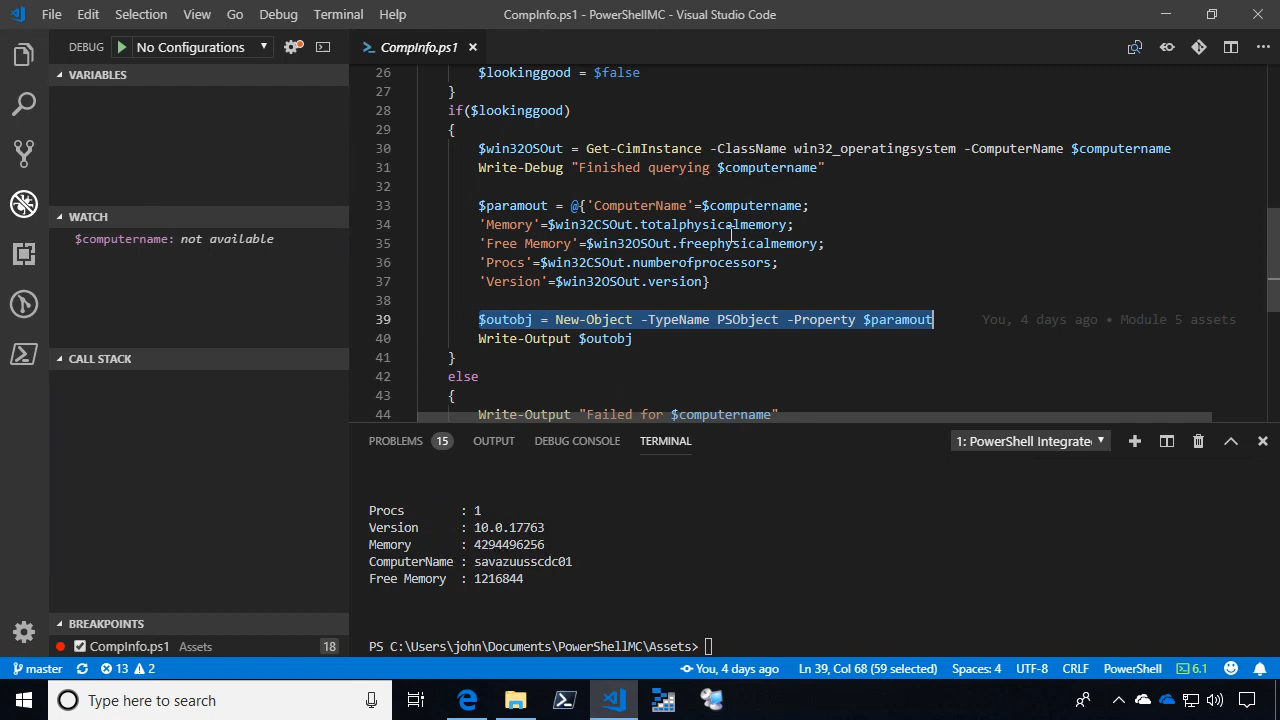 File Edit Selection View Go Debug Terminal Help CompInfo.ps1 - PowerShellMC - Visual Studio Code
DEBUG No Configurations
CompInfo.ps1
VARIABLES
WATCH
$computername: not available
CALL STACK
BREAKPOINTS
CompInfo.ps1 Assets 18
26 $lookinggood = $false
27 }
28 if($lookinggood)
29 {
30 $win32OSOut = Get-CimInstance -ClassName win32_operatingsystem -ComputerName $computername
31 Write-Debug "Finished querying $computername"
32
33 $paramout = @{'ComputerName'=$computername;
34 'Memory'=$win32CSOut.totalphysicalmemory;
35 'Free Memory'=$win32OSOut.freephysicalmemory;
36 'Procs'=$win32CSOut.numberofprocessors;
37 'Version'=$win32OSOut.version}
38
39 $outobj = New-Object -TypeName PSObject -Property $paramout You, 4 days ago • Module 5 assets
40 Write-Output $outobj
41 }
42 else
43 {
44 Write-Output "Failed for $computername"
PROBLEMS 15 OUTPUT DEBUG CONSOLE TERMINAL 1: PowerShell Integrate
Procs : 1
Version : 10.0.17763
Memory : 4294496256
ComputerName : savazuusscdc01
Free Memory : 1216844
PS C:\Users\john\Documents\PowerShellMC\Assets>
master 13 2 You, 4 days ago Ln 39, Col 68 (59 selected) Spaces: 4 UTF-8 CRLF PowerShell 6.1
Type here to search